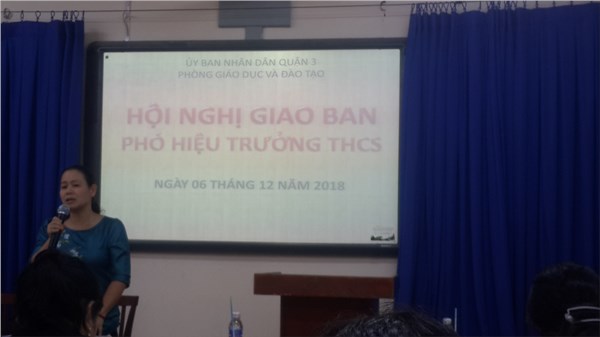 ỦY BAN NHÂN DÂN QUẬN 3
PHÒNG GIÁO DỤC VÀ ĐÀO TẠO
HỘI NGHỊ GIAO BAN
PHÓ HIỆU TRƯỞNG THCS
NGÀY 06 THÁNG 12 NĂM 2018